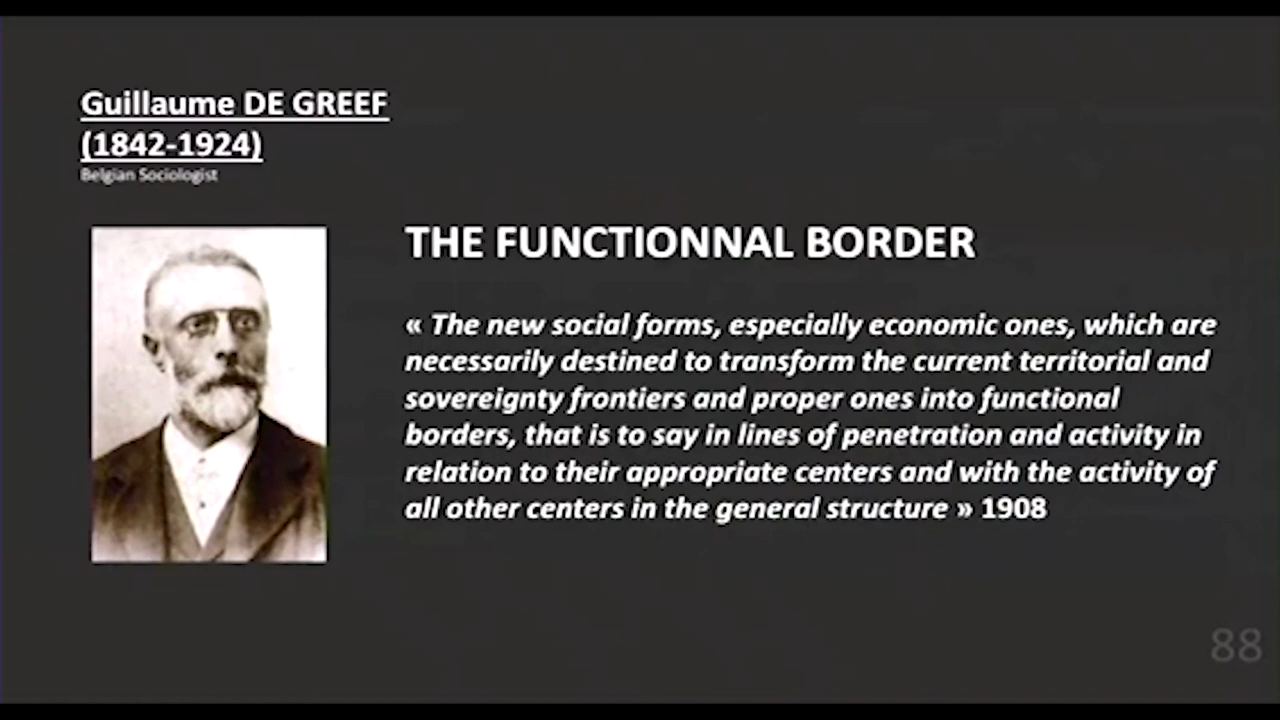 Guillaume DE GREEF
(1842-1924)
Belgian Sociologist
THE FUNCTIONNAL BORDER
« The new social forms, especially economic ones, which are
necessarily destined to transform the current territorial and
sovereignty frontiers and proper ones into functional
borders, that is to say in lines of penetration and activity in
relation to their appropriate centers and with the activity of
all other centers in the general structure » 1908
88